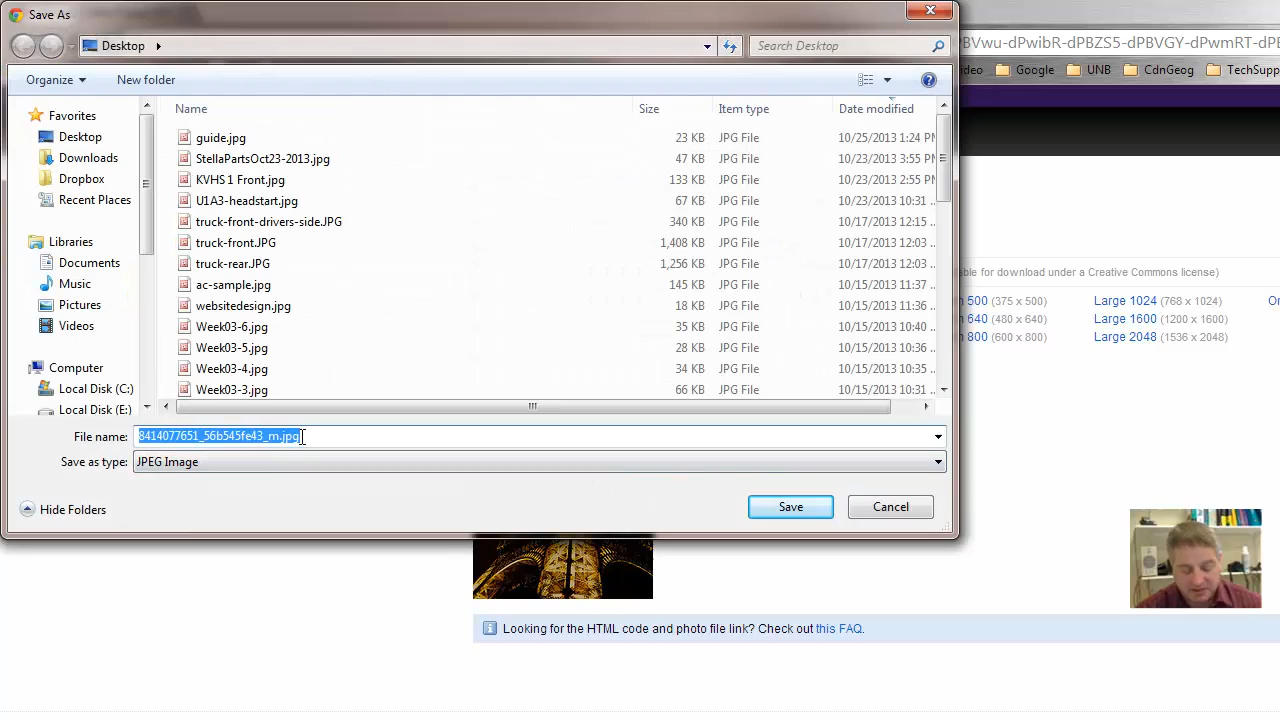 Save As
Desktop
Search Desktop
PBVwu-dPwibR-dPBZS5-dPBVGY-dPwmRT-dPB
Organize New folder
Google UNB CdnGeog TechSupp
Name Size Item type Date modified
Favorites
Desktop
Downloads
Dropbox
Recent Places
Libraries
Documents
Music
Pictures
Videos
Computer
Local Disk (C:)
Local Disk (E:)
guide.jpg 23 KB JPG File 10/25/2013 1:24 PM
StellaPartsOct23-2013.jpg 47 KB JPG File 10/23/2013 3:55 PM
KVHS 1 Front.jpg 133 KB JPG File 10/23/2013 2:55 PM
U1A3-headstart.jpg 67 KB JPG File 10/23/2013 10:31 ..
truck-front-drivers-side.JPG 340 KB JPG File 10/17/2013 12:15 ..
truck-front.JPG 1,408 KB JPG File 10/17/2013 12:03 ..
truck-rear.JPG 1,256 KB JPG File 10/17/2013 12:03 ..
ac-sample.jpg 145 KB JPG File 10/15/2013 11:37 ..
websitedesign.jpg 18 KB JPG File 10/15/2013 11:36 ..
Week03-6.jpg 35 KB JPG File 10/15/2013 10:40 ..
Week03-5.jpg 28 KB JPG File 10/15/2013 10:36 ..
Week03-4.jpg 34 KB JPG File 10/15/2013 10:35 ..
Week03-3.jpg 66 KB JPG File 10/15/2013 10:31 ..
File name: 8414077651_56b545fe43_m.jpg
Save as type: JPEG Image
Hide Folders
Save Cancel
able for download under a Creative Commons license)
500 (375 x 500) Large 1024 (768 x 1024)
640 (480 x 640) Large 1600 (1200 x 1600)
800 (600 x 800) Large 2048 (1536 x 2048)
Looking for the HTML code and photo file link? Check out this FAQ.